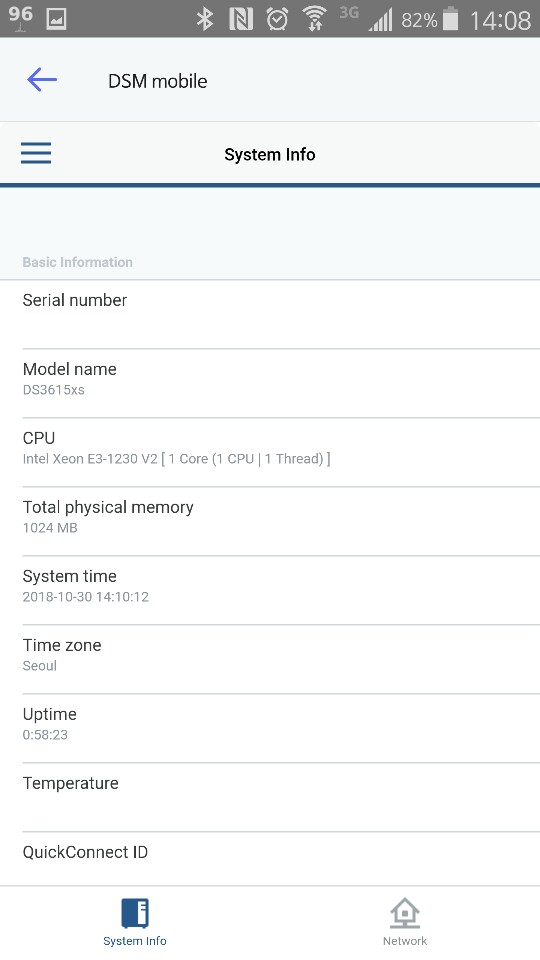 96
3G
82%
14:08
DSM mobile
System Info
Basic Information
Serial number
Model name
DS3615xs
CPU
Intel Xeon E3-1230 V2 [ 1 Core (1 CPU | 1 Thread) ]
Total physical memory
1024 MB
System time
2018-10-30 14:10:12
Time zone
Seoul
Uptime
0:58:23
Temperature
QuickConnect ID
System Info
Network